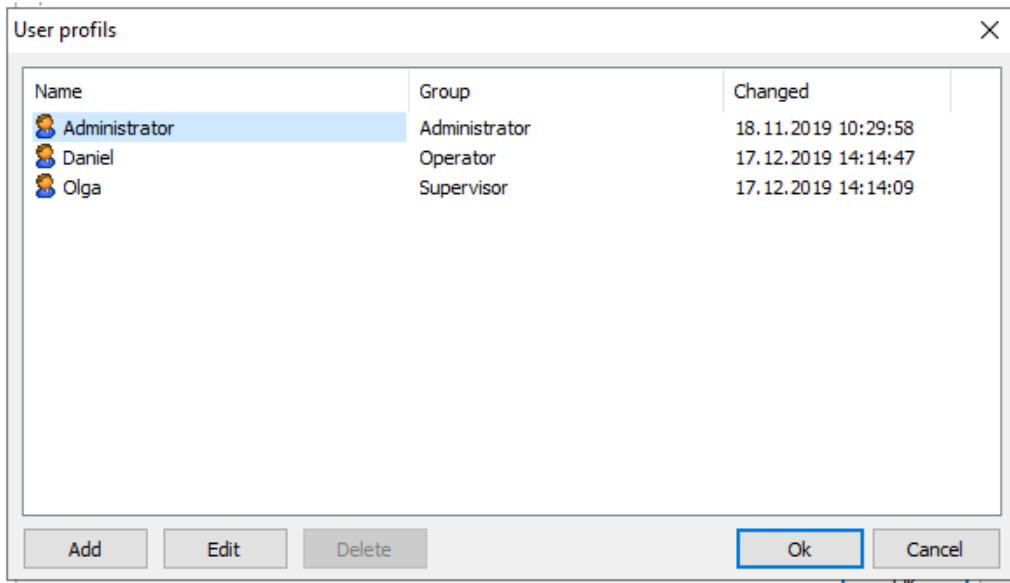 User profils
Name Group Changed
Administrator Administrator 18.11.2019 10:29:58
Daniel Operator 17.12.2019 14:14:47
Olga Supervisor 17.12.2019 14:14:09
Add Edit Delete Ok Cancel